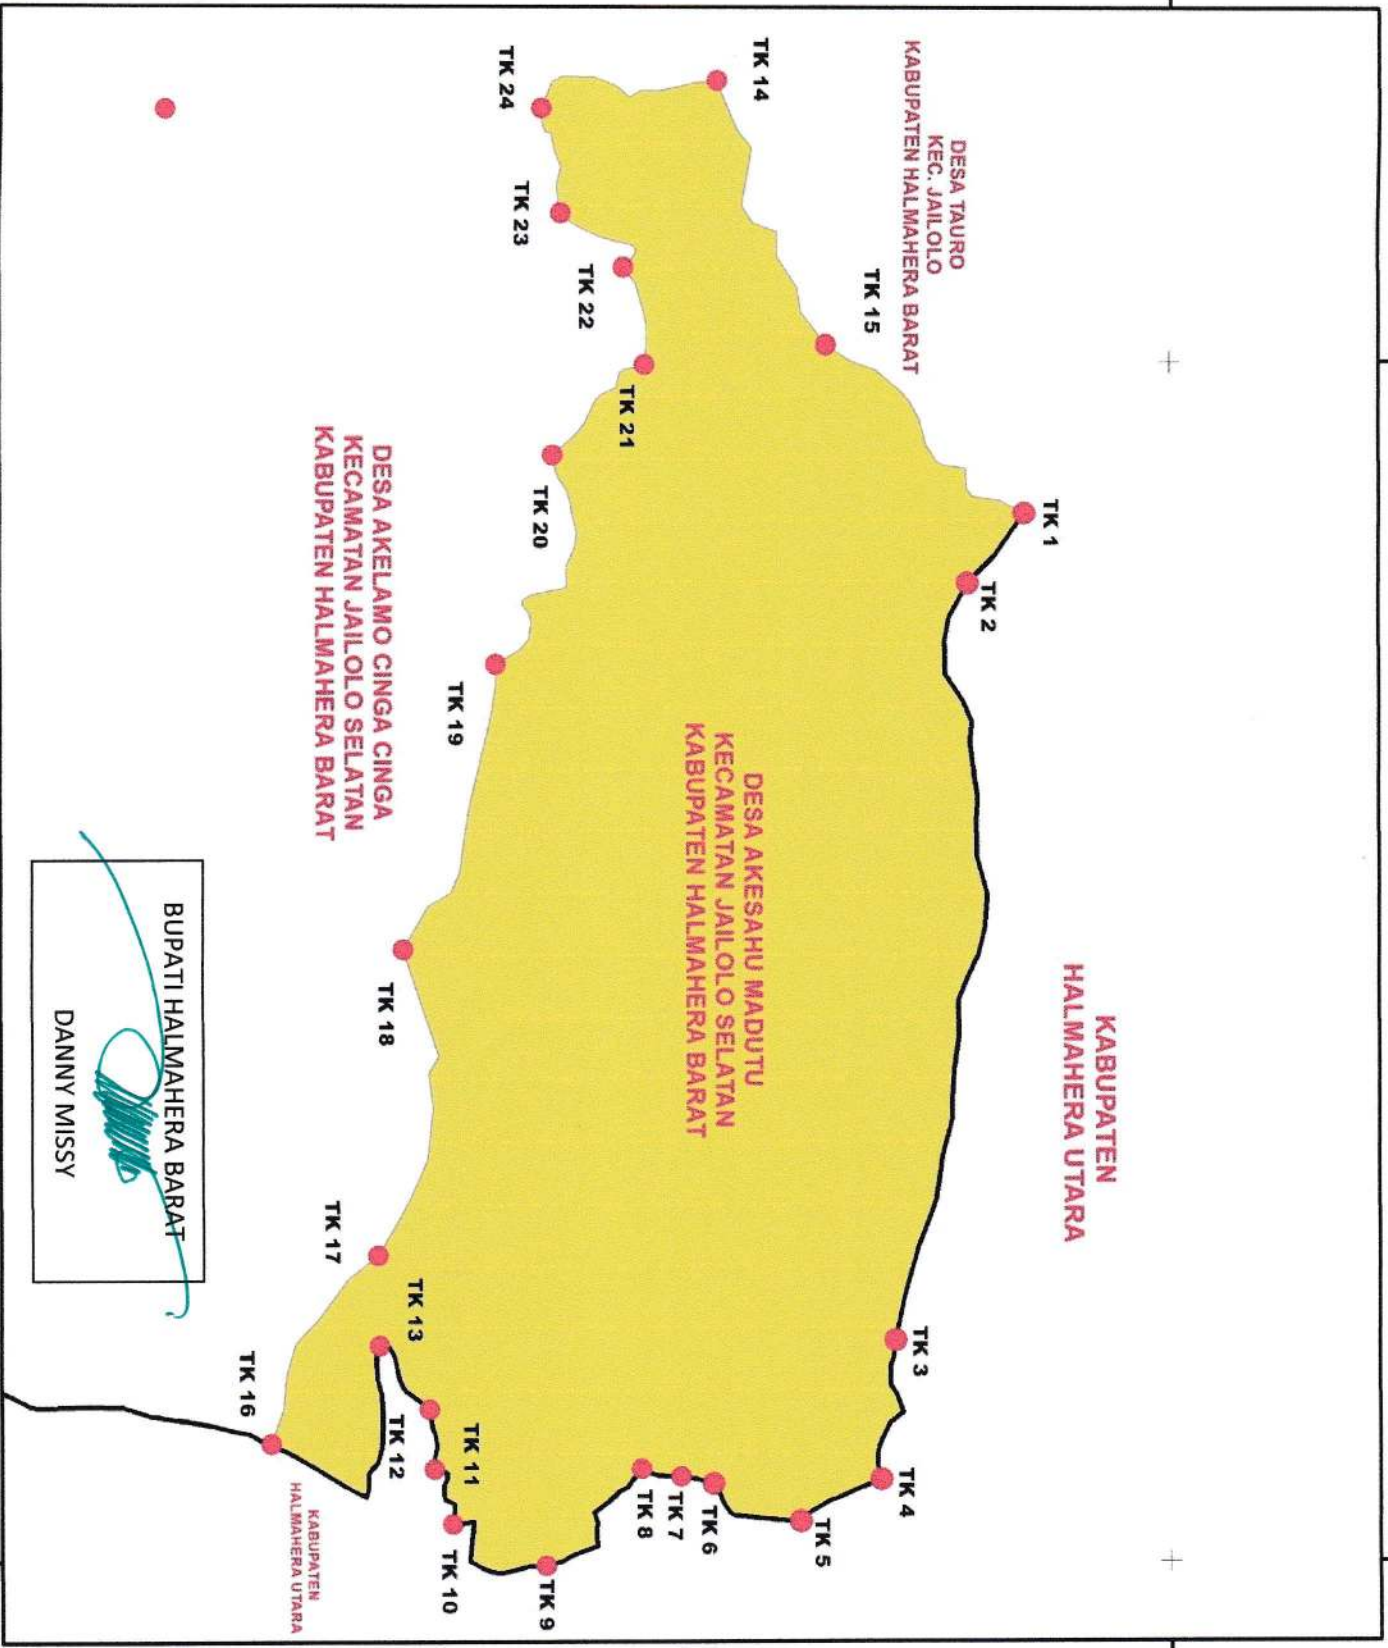 KABUPATEN
HALMAHERA UTARA
DESA TAURO
KEC. JAILOLO
KABUPATEN HALMAHERA BARAT
TK 1
TK 2
TK 3
TK 4
TK 5
TK 6
TK 7
TK 8
TK 9
TK 10
TK 11
TK 12
TK 13
TK 14
TK 15
TK 16
TK 17
TK 18
TK 19
TK 20
TK 21
TK 22
TK 23
TK 24
DESA AKESAHU MADUTU
KECAMATAN JAILOLO SELATAN
KABUPATEN HALMAHERA BARAT
DESA AKELAMO CINGA CINGA
KECAMATAN JAILOLO SELATAN
KABUPATEN HALMAHERA BARAT
KABUPATEN
HALMAHERA UTARA
BUPATI HALMAHERA BARAT
DANNY MISSY